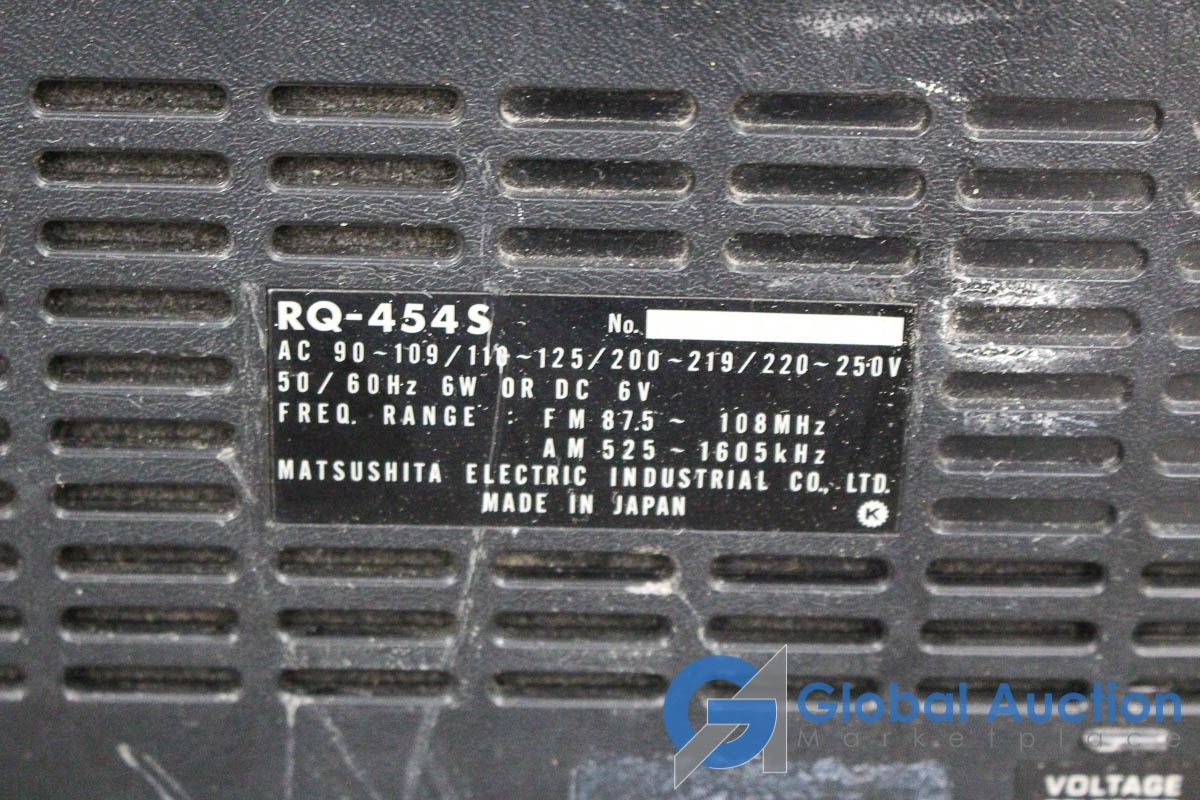 RQ-454S No.
AC 90~109/110~125/200~219/220~250V
50/60Hz 6W OR DC 6V
FREQ. RANGE : FM 87.5~ 108MHz
AM 525~1605kHz
MATSUSHITA ELECTRIC INDUSTRIAL CO., LTD.
MADE IN JAPAN
K
GA Global Auction
Marketplace
VOLTAGE